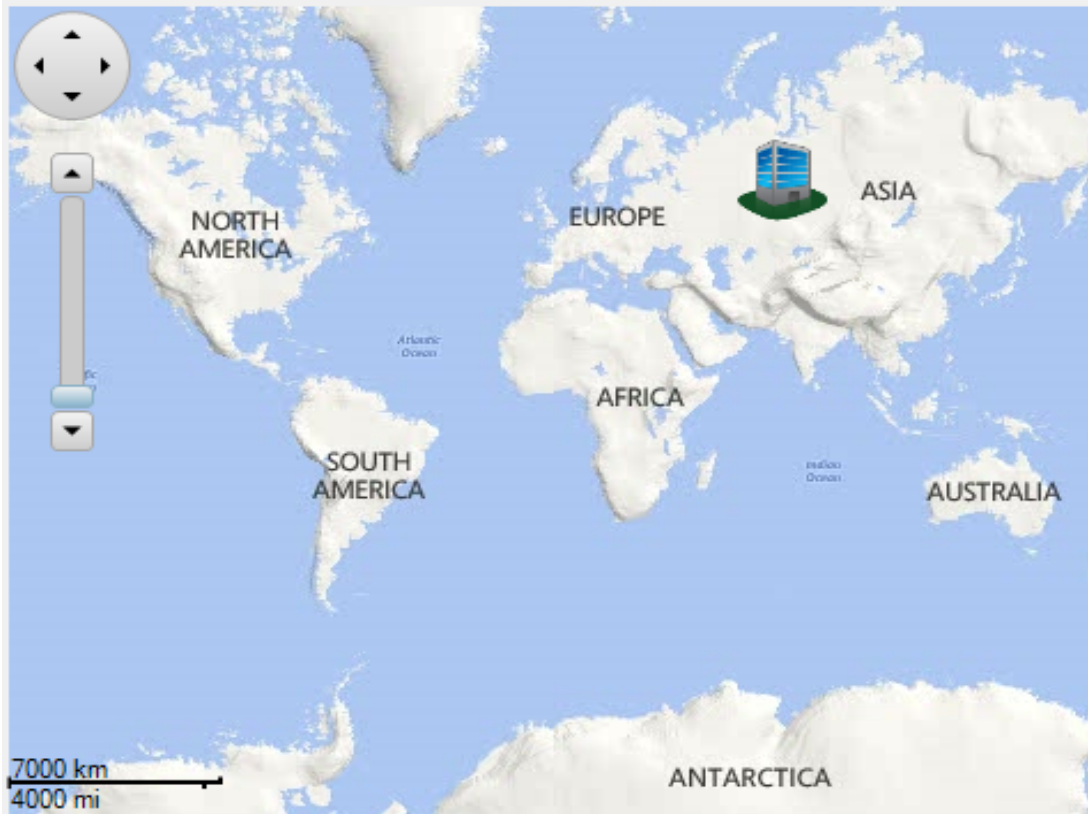 NORTH
AMERICA
EUROPE
ASIA
Atlantic
Ocean
AFRICA
SOUTH
AMERICA
Indian
Ocean
AUSTRALIA
7000 km
4000 mi
ANTARCTICA